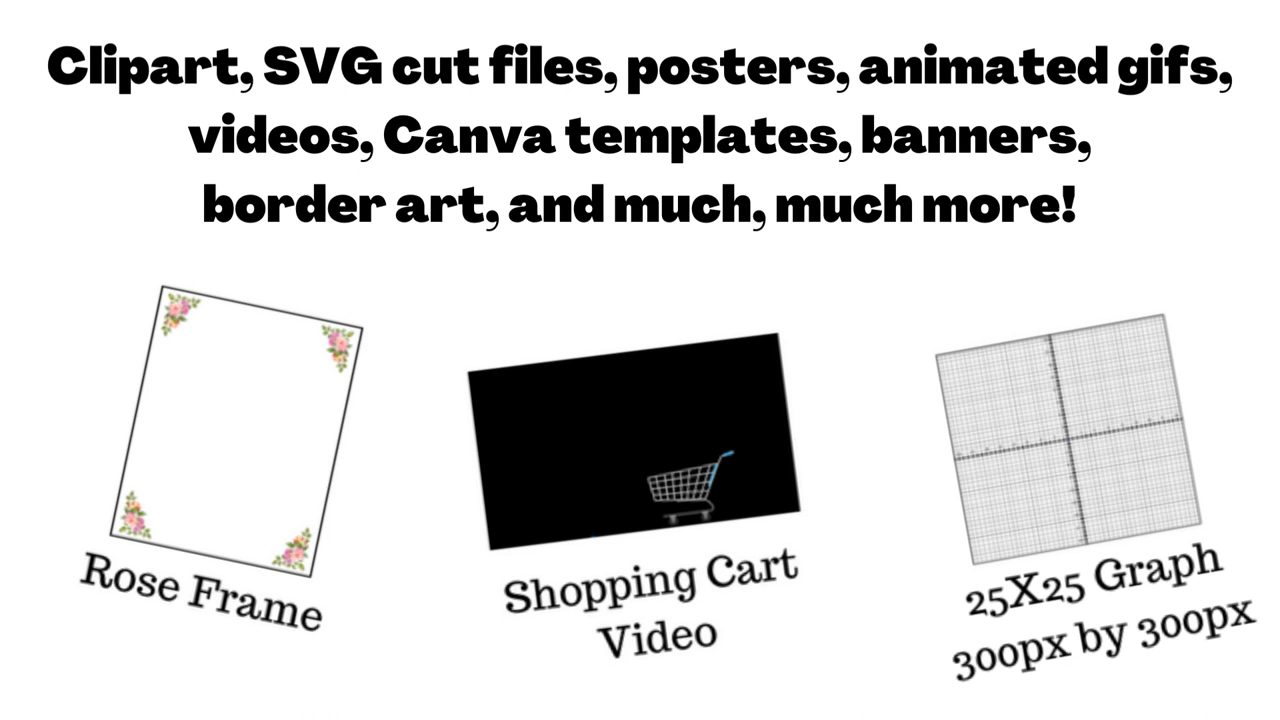 Clipart, SVG cut files, posters, animated gifs,
videos, Canva templates, banners,
border art, and much, much more!
Rose Frame
Shopping Cart
Video
25X25 Graph
300px by 300px